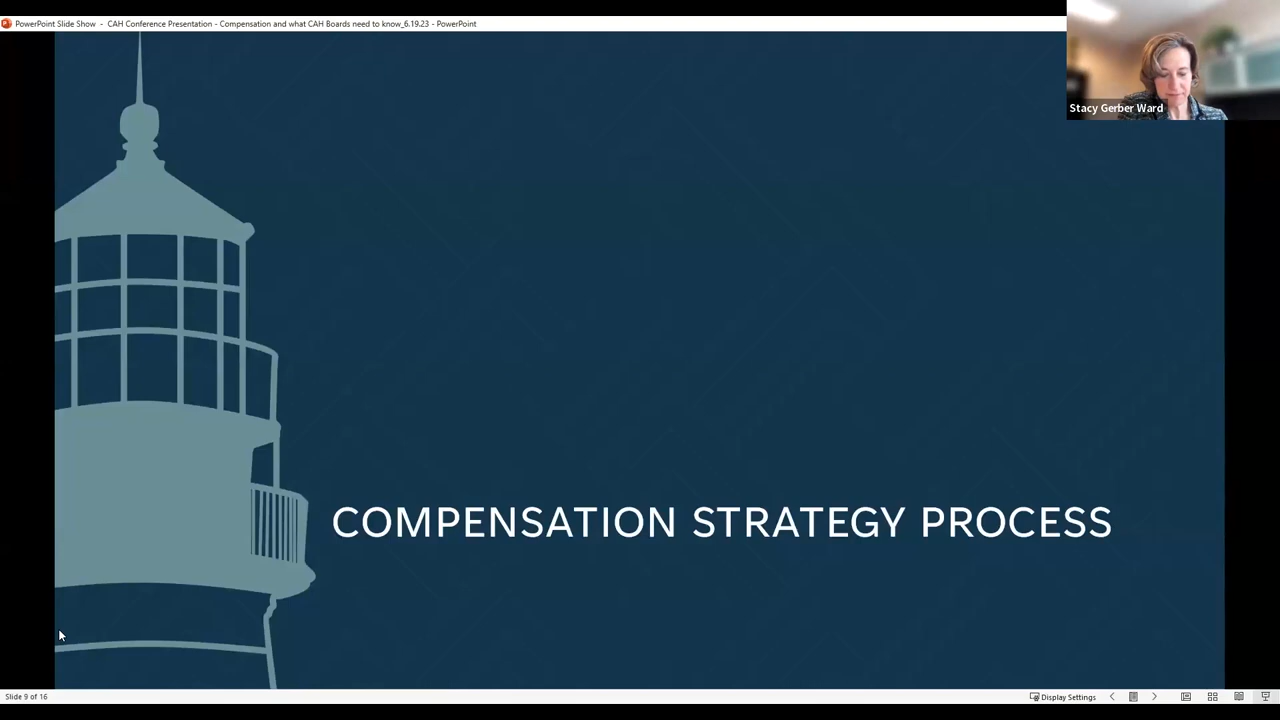 PowerPoint Slide Show - CAH Conference Presentation - Compensation and what CAH Boards need to know_6.19.23 - PowerPoint
Stacy Gerber Ward
COMPENSATION STRATEGY PROCESS
Slide 9 of 16
Display Settings